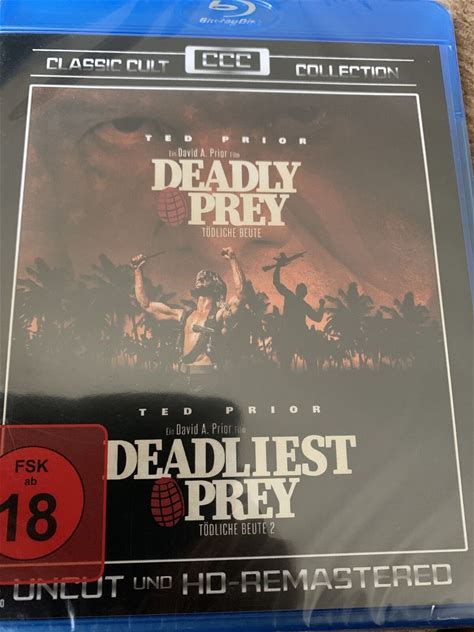 Blu-ray Disc
CLASSIC CULT CCC COLLECTION
TED PRIOR
Ein David A. Prior Film
DEADLY
PREY
TÖDLICHE BEUTE
TED PRIOR
Ein David A. Prior Film
DEADLIEST
PREY
TÖDLICHE BEUTE 2
FSK
ab
18
UNCUT UND HD-REMASTERED